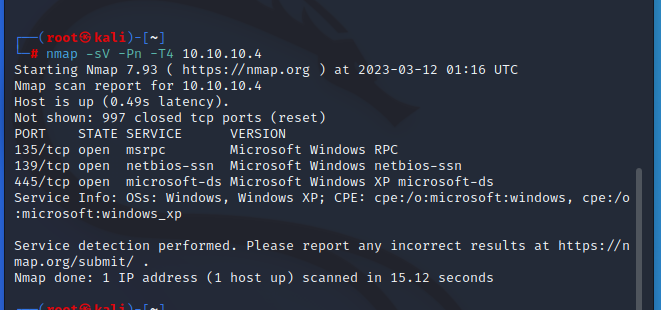 ┌──(root㉿kali)-[~]
└─# nmap -sV -Pn -T4 10.10.10.4
Starting Nmap 7.93 ( https://nmap.org ) at 2023-03-12 01:16 UTC
Nmap scan report for 10.10.10.4
Host is up (0.49s latency).
Not shown: 997 closed tcp ports (reset)
PORT    STATE SERVICE      VERSION
135/tcp open  msrpc        Microsoft Windows RPC
139/tcp open  netbios-ssn  Microsoft Windows netbios-ssn
445/tcp open  microsoft-ds Microsoft Windows XP microsoft-ds
Service Info: OSs: Windows, Windows XP; CPE: cpe:/o:microsoft:windows, cpe:/o
:microsoft:windows_xp
Service detection performed. Please report any incorrect results at https://n
map.org/submit/ .
Nmap done: 1 IP address (1 host up) scanned in 15.12 seconds
┌──(root㉿kali)-[~]